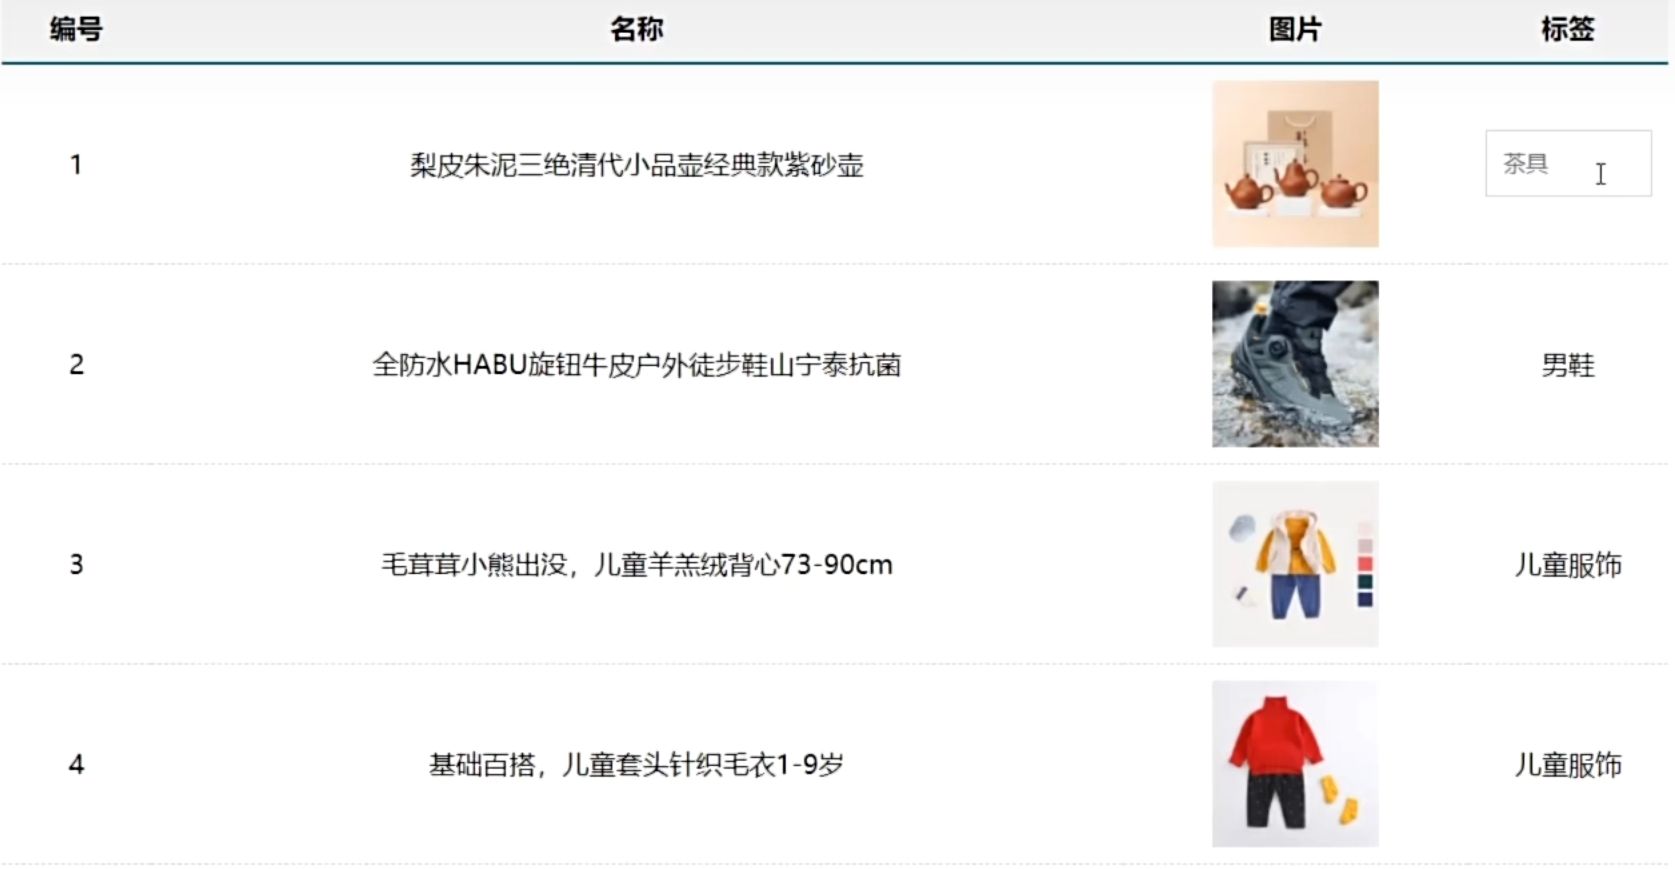 编号 名称 图片 标签
1 梨皮朱泥三绝清代小品壶经典款紫砂壶 茶具
2 全防水HABU旋钮牛皮户外徒步鞋山宁泰抗菌 男鞋
3 毛茸茸小熊出没，儿童羊羔绒背心73-90cm 儿童服饰
4 基础百搭，儿童套头针织毛衣1-9岁 儿童服饰